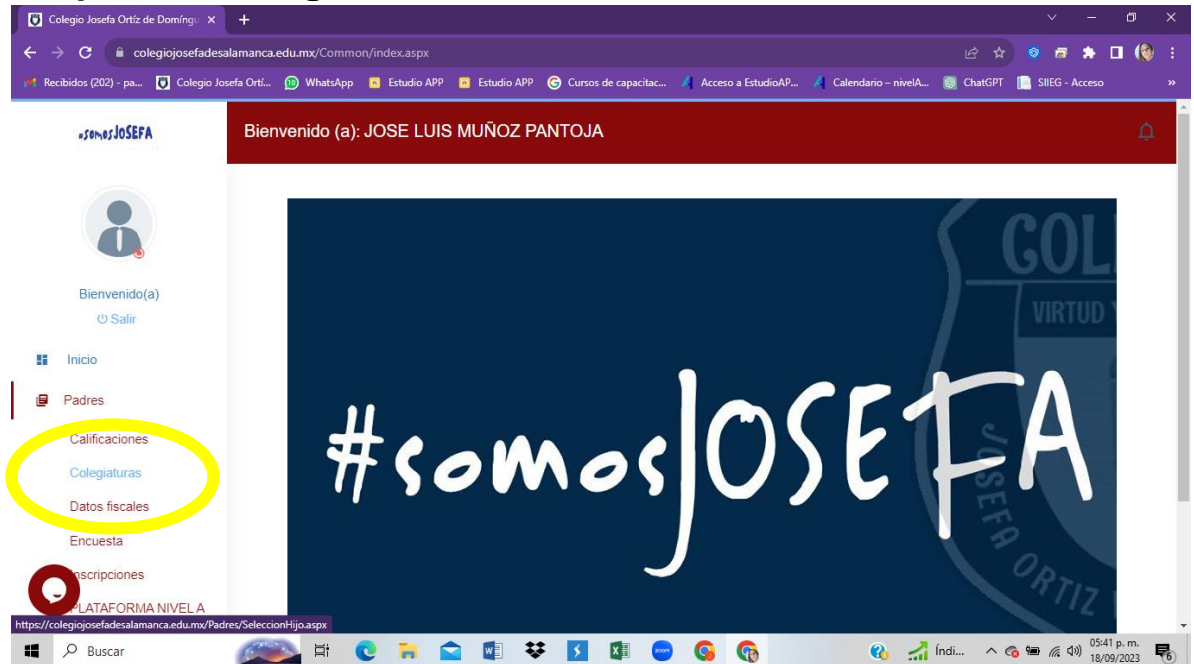 Colegio Josefa Ortíz de Domíngu
colegiojosefadesalamanca.edu.mx/Common/index.aspx
Recibidos (202) - pa... Colegio Josefa Ortí... WhatsApp Estudio APP Estudio APP Cursos de capacitac... Acceso a EstudioAP... Calendario – nivelA... ChatGPT SIIEG - Acceso »
#somosJOSEFA
Bienvenido (a): JOSE LUIS MUÑOZ PANTOJA
Bienvenido(a)
Salir
Inicio
Padres
Calificaciones
Colegiaturas
Datos fiscales
Encuesta
Inscripciones
PLATAFORMA NIVEL A
COL
VIRTUD
#somosJOSEFA
JOSEFA ORTIZ
https://colegiojosefadesalamanca.edu.mx/Padres/SeleccionHijo.aspx
Buscar
Índi...
05:41 p. m.
18/09/2023
6